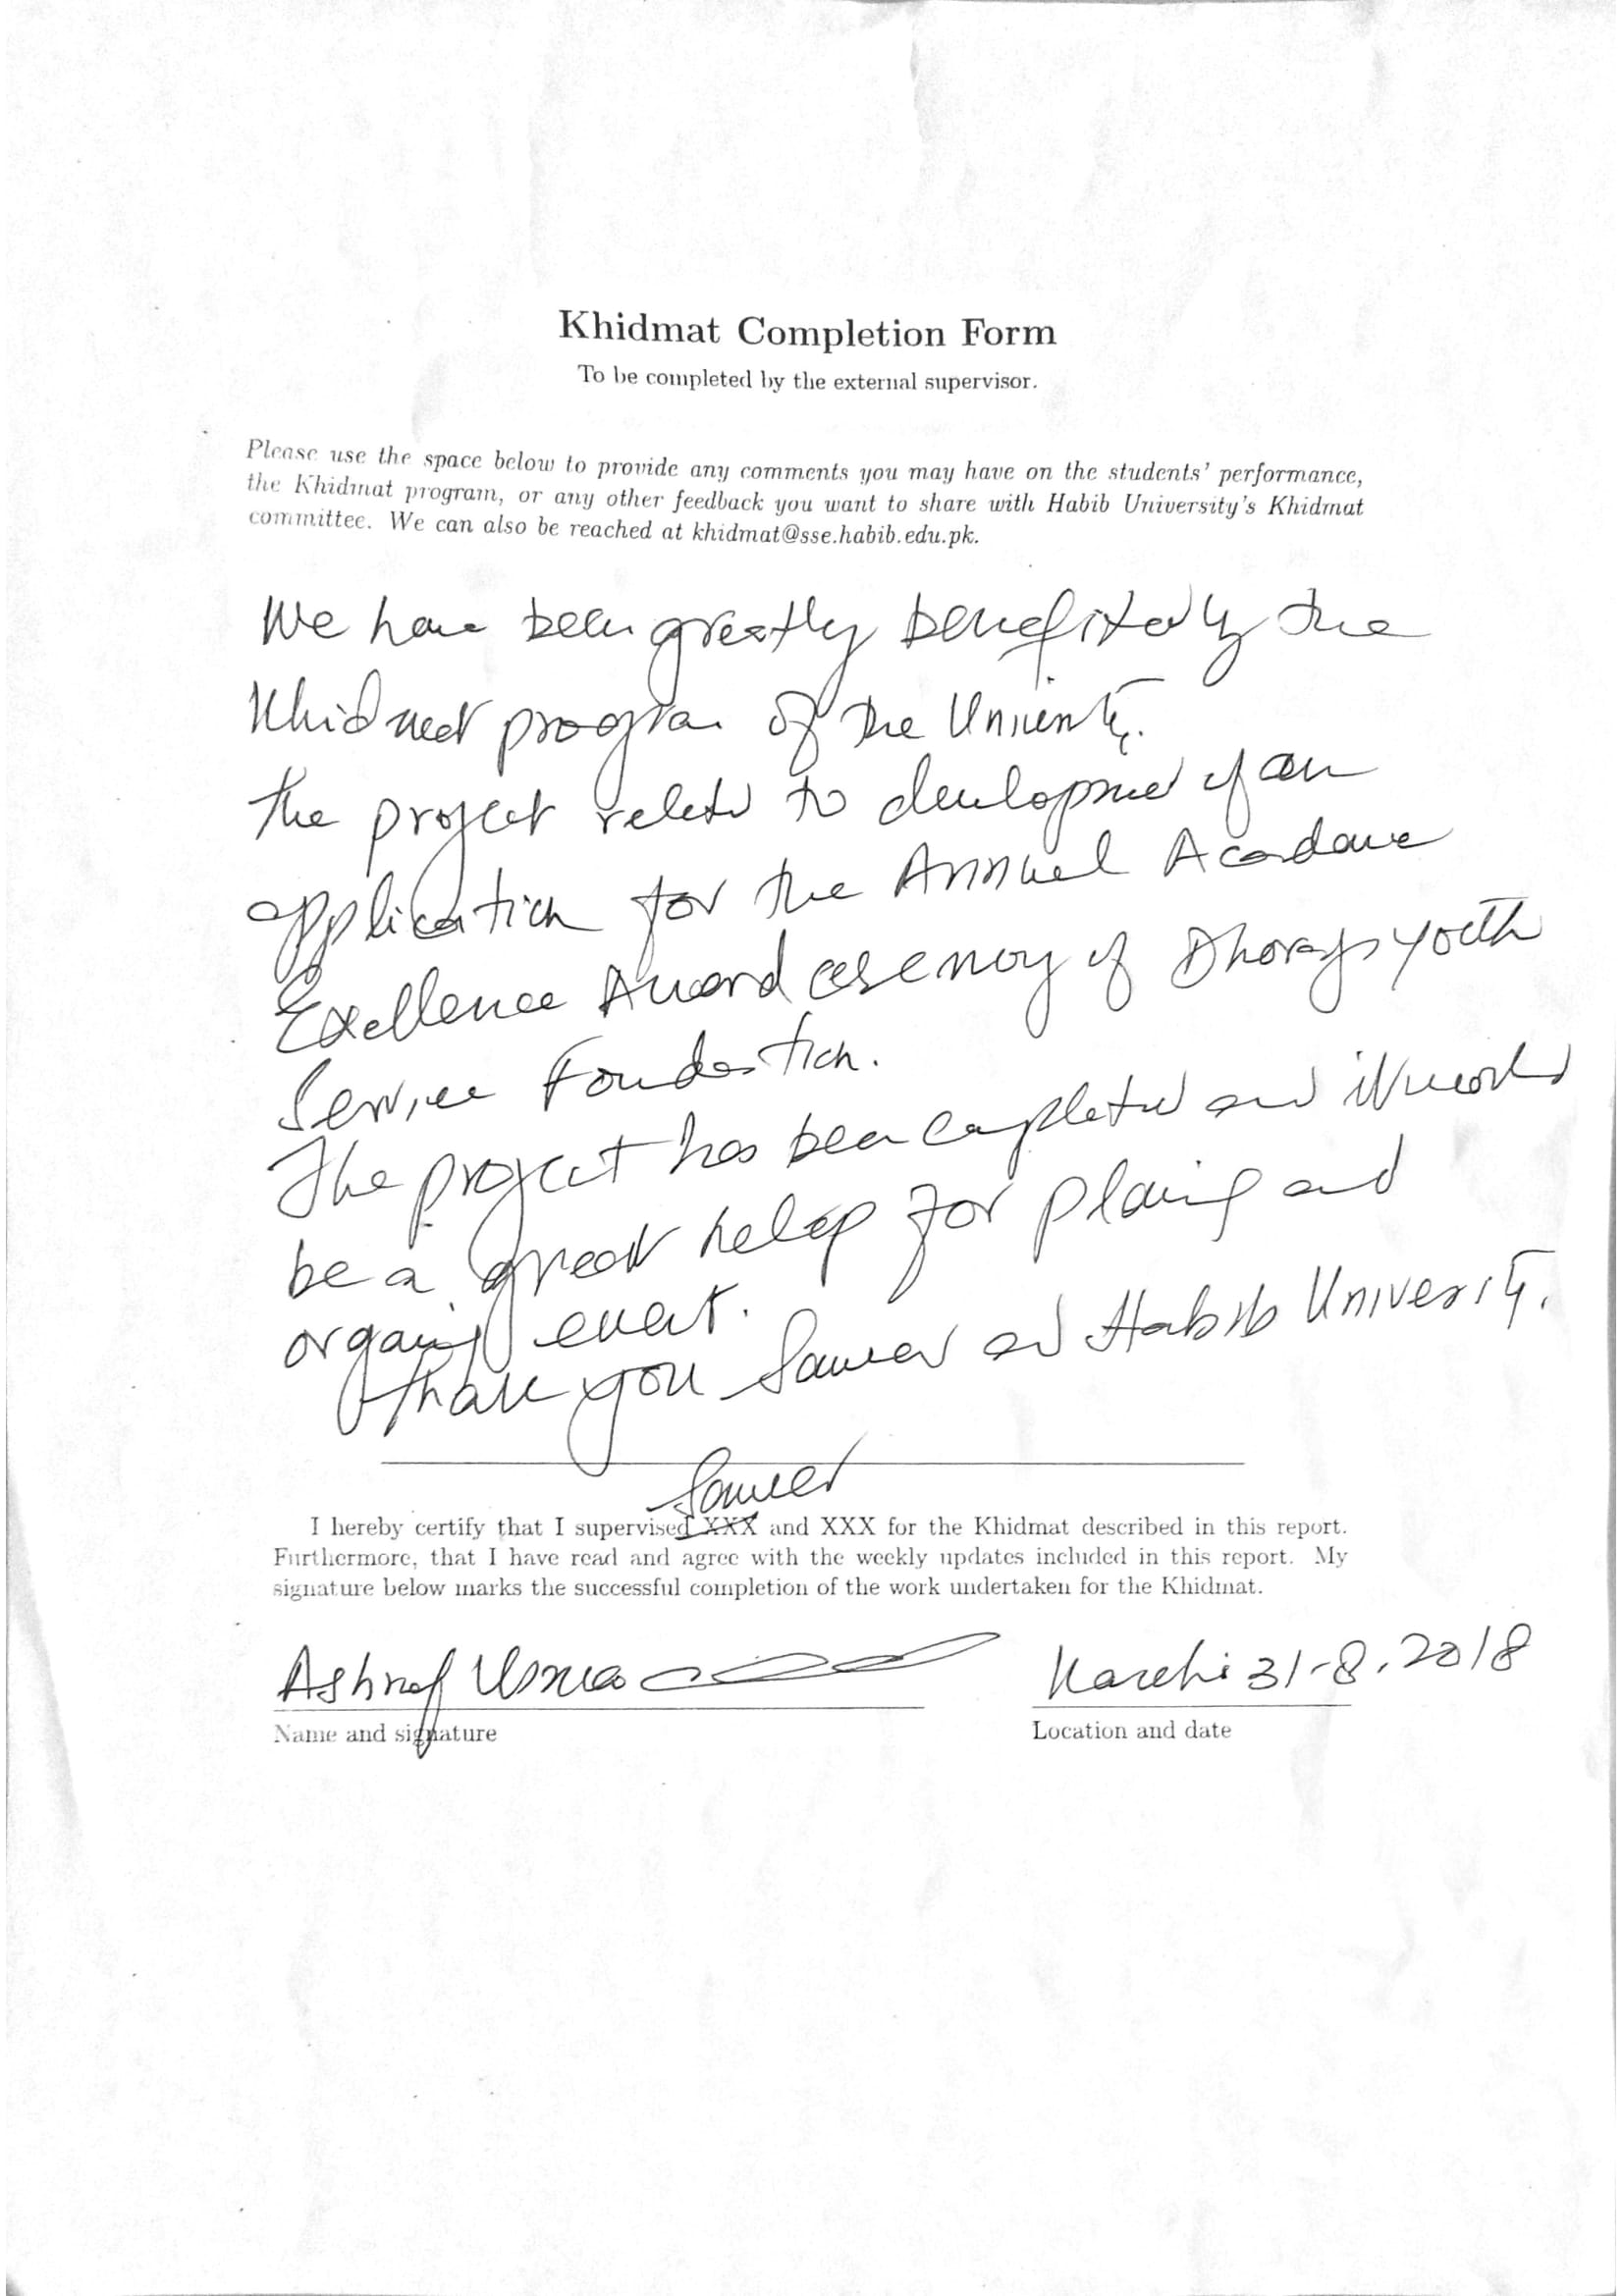 Khidmat Completion Form
To be completed by the external supervisor.
Please use the space below to provide any comments you may have on the students' performance,
the Khidmat program, or any other feedback you want to share with Habib University's Khidmat
committee. We can also be reached at khidmat@sse.habib.edu.pk.
We have been greatly benefited by the
Khidmat program of the University.
The project related to development of an
application for the Annual Academic
Excellence Award ceremony of Dhoraji Youth
Service Foundation.
The project has been completed and it would
be a great help for planing and
organing event.
Thank you Sameer and Habib University.
Sameer
I hereby certify that I supervised XXX and XXX for the Khidmat described in this report.
Furthermore, that I have read and agree with the weekly updates included in this report. My
signature below marks the successful completion of the work undertaken for the Khidmat.
Ashraf Usman Karachi 31-8.2018
Name and signature Location and date